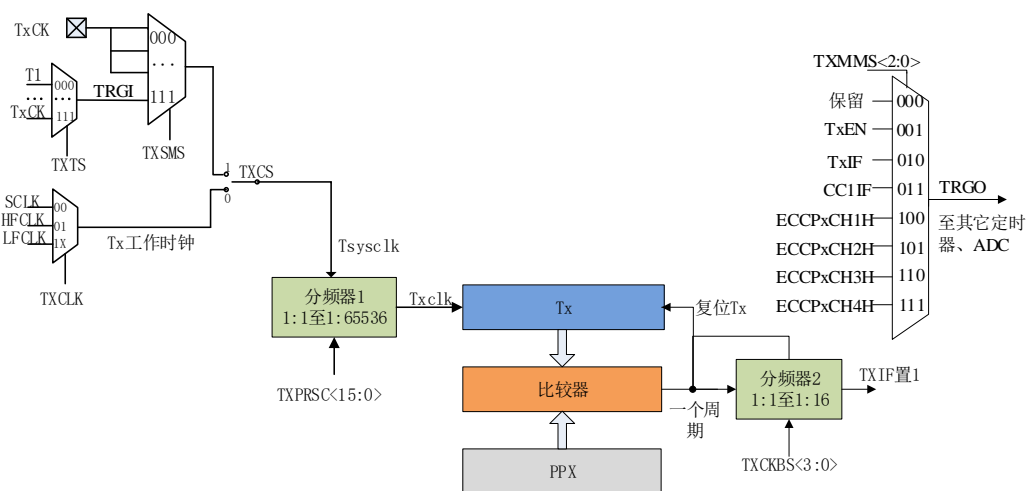 TxCK
000
...
111
T1
...
TxCK
000
...
111
TRGI
TXTS
TXSMS
SCLK
HFCLK
LFCLK
00
01
1X
TXCLK
Tx工作时钟
1
0
TXCS
Tsysclk
分频器1
1:1至1:65536
TXPRSC<15:0>
Txclk
Tx
复位Tx
比较器
一个周
期
PPX
分频器2
1:1至1:16
TXIF置1
TXCKBS<3:0>
TXMMS<2:0>
保留 000
TxEN 001
TxIF 010
CC1IF 011
ECCPxCH1H 100
ECCPxCH2H 101
ECCPxCH3H 110
ECCPxCH4H 111
TRGO
至其它定时
器、ADC